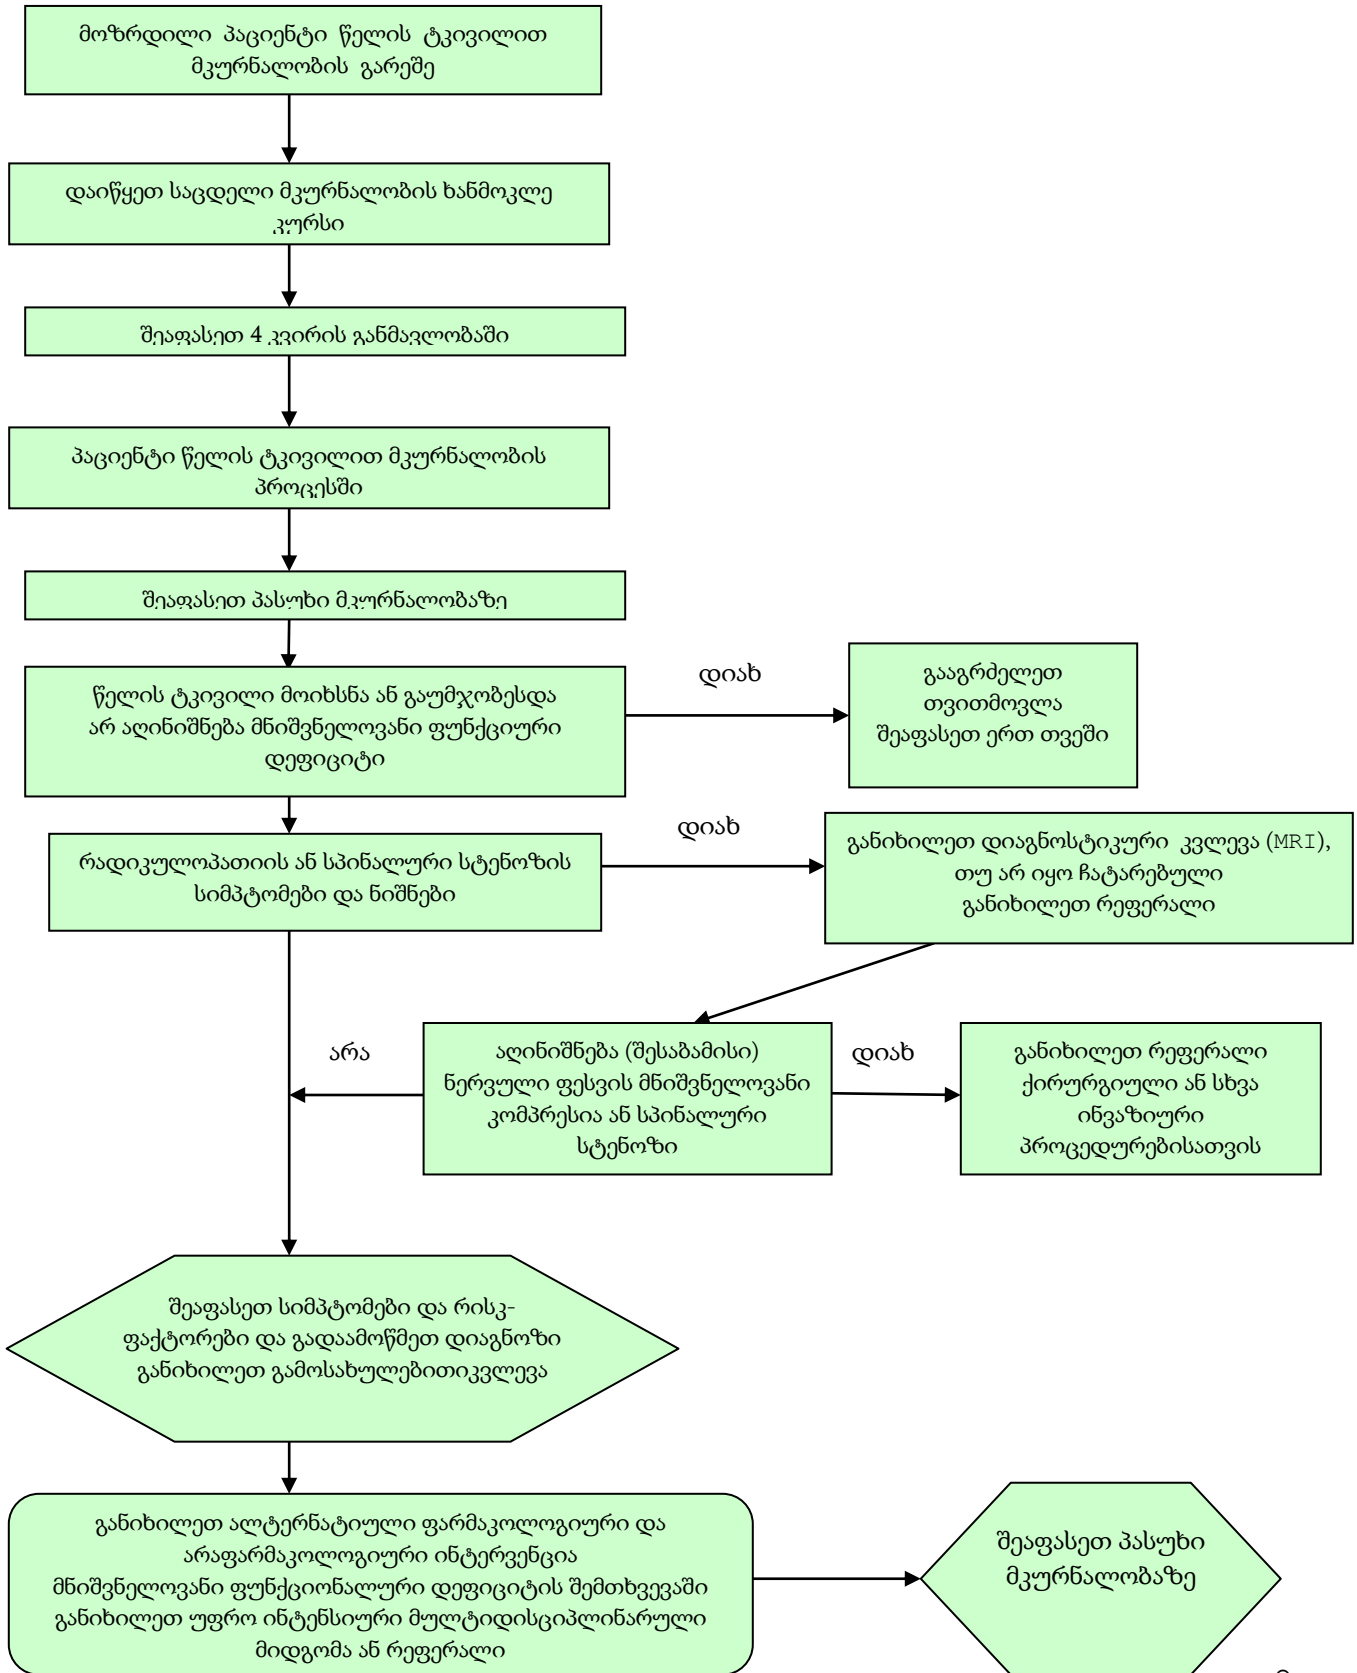 მოზრდილი პაციენტი წელის ტკივილით
მკურნალობის გარეშე
დაიწყეთ საცდელი მკურნალობის ხანმოკლე
კურსი
შეაფასეთ 4 კვირის განმავლობაში
პაციენტი წელის ტკივილით მკურნალობის
პროცესში
შეაფასეთ პასუხი მკურნალობაზე
წელის ტკივილი მოიხსნა ან გაუმჯობესდა
არ აღინიშნება მნიშვნელოვანი ფუნქციური
დეფიციტი
დიახ
გააგრძელეთ
თვითმოვლა
შეაფასეთ ერთ თვეში
რადიკულოპათიის ან სპინალური სტენოზის
სიმპტომები და ნიშნები
დიახ
განიხილეთ დიაგნოსტიკური კვლევა (MRI),
თუ არ იყო ჩატარებული
განიხილეთ რეფერალი
არა
აღინიშნება (შესაბამისი)
ნერვული ფესვის მნიშვნელოვანი
კომპრესია ან სპინალური
სტენოზი
დიახ
განიხილეთ რეფერალი
ქირურგიული ან სხვა
ინვაზიური
პროცედურებისათვის
შეაფასეთ სიმპტომები და რისკ-
ფაქტორები და გადაამოწმეთ დიაგნოზი
განიხილეთ გამოსახულებითიკვლევა
განიხილეთ ალტერნატიული ფარმაკოლოგიური და
არაფარმაკოლოგიური ინტერვენცია
მნიშვნელოვანი ფუნქციონალური დეფიციტის შემთხვევაში
განიხილეთ უფრო ინტენსიური მულტიდისციპლინარული
მიდგომა ან რეფერალი
შეაფასეთ პასუხი
მკურნალობაზე